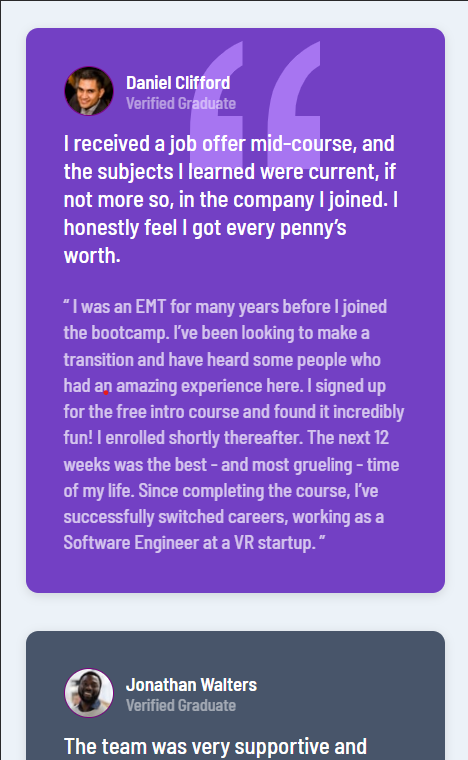 Daniel Clifford
Verified Graduate
I received a job offer mid-course, and
the subjects I learned were current, if
not more so, in the company I joined. I
honestly feel I got every penny’s
worth.
“ I was an EMT for many years before I joined
the bootcamp. I’ve been looking to make a
transition and have heard some people who
had an amazing experience here. I signed up
for the free intro course and found it incredibly
fun! I enrolled shortly thereafter. The next 12
weeks was the best - and most grueling - time
of my life. Since completing the course, I’ve
successfully switched careers, working as a
Software Engineer at a VR startup. ”
Jonathan Walters
Verified Graduate
The team was very supportive and